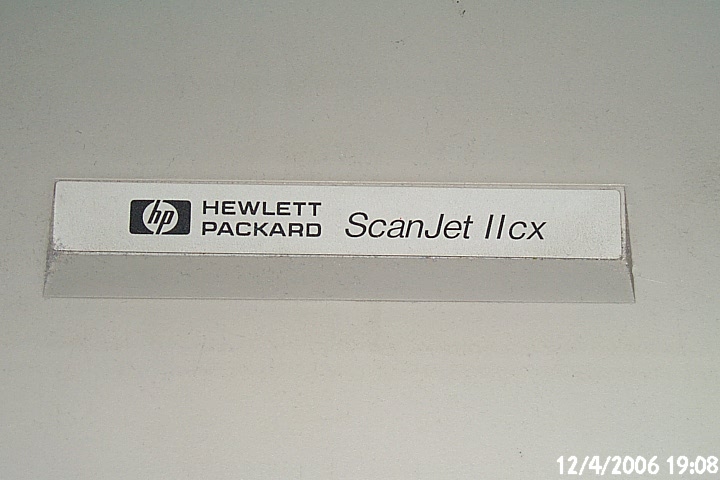 hp HEWLETT
PACKARD ScanJet IIcx
12/4/2006 19:08